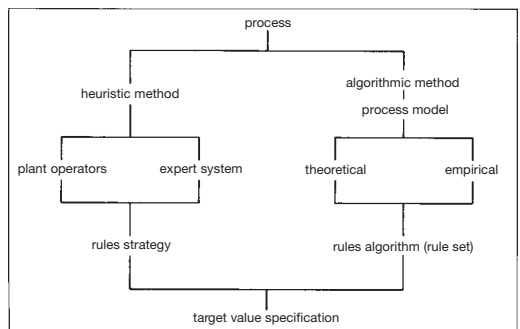 process
heuristic method
algorithmic method
process model
plant operators
expert system
theoretical
empirical
rules strategy
rules algorithm (rule set)
target value specification